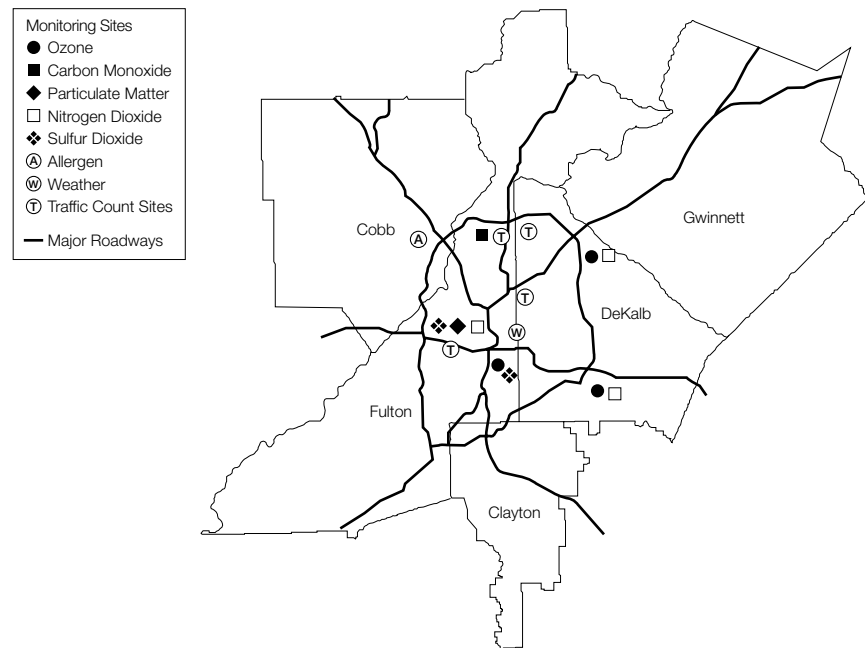 Monitoring Sites
Ozone
Carbon Monoxide
Particulate Matter
Nitrogen Dioxide
Sulfur Dioxide
A Allergen
W Weather
T Traffic Count Sites
Major Roadways
Cobb
Gwinnett
A
T
T
T
DeKalb
W
T
Fulton
Clayton